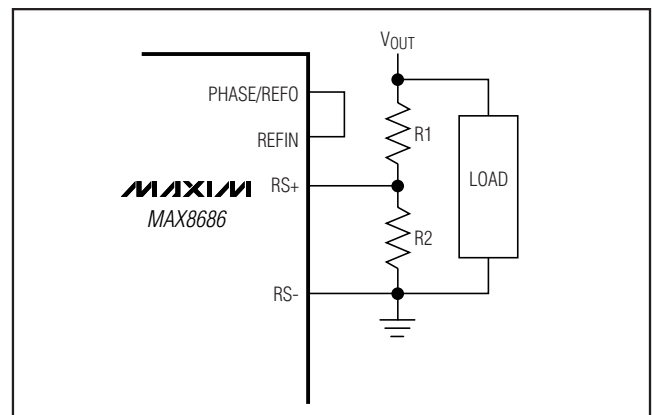 VOUT
PHASE/REFO
R1
REFIN
LOAD
MAXIM
RS+
MAX8686
R2
RS-